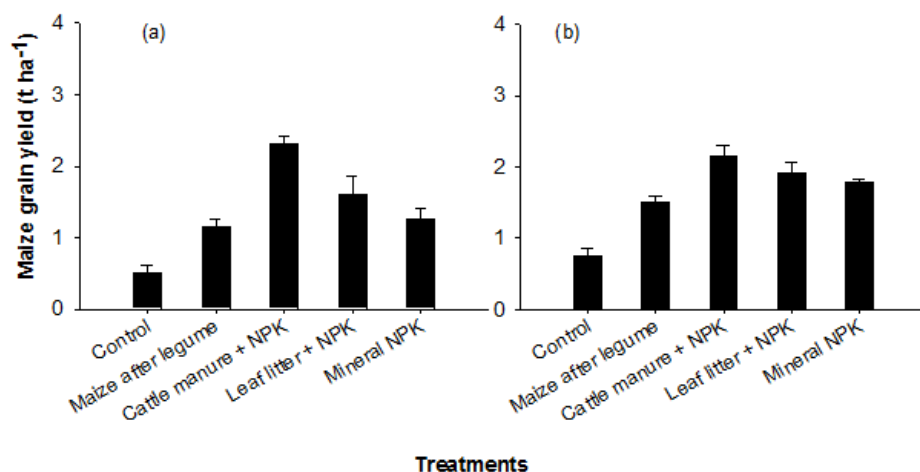 Maize grain yield (t ha-1)
4
3
2
1
0
(a)
Control
Maize after legume
Cattle manure + NPK
Leaf litter + NPK
Mineral NPK
4
3
2
1
0
(b)
Control
Maize after legume
Cattle manure + NPK
Leaf litter + NPK
Mineral NPK
Treatments